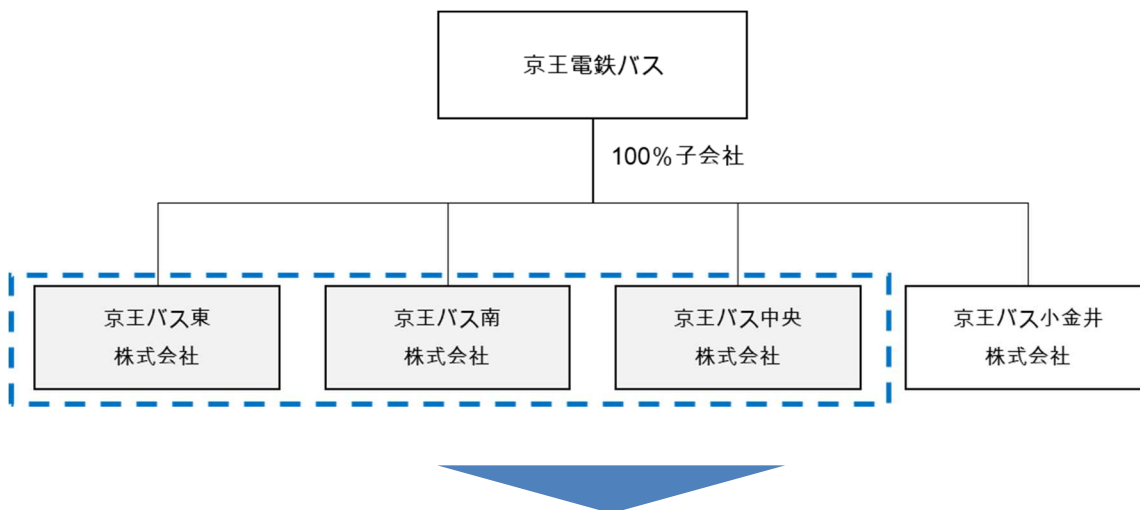 京王電鉄バス
100%子会社
京王バス東
株式会社
京王バス南
株式会社
京王バス中央
株式会社
京王バス小金井
株式会社